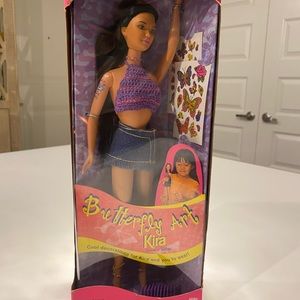 Butterfly Art
Kira
Cool decorations for Kira and you to wear!